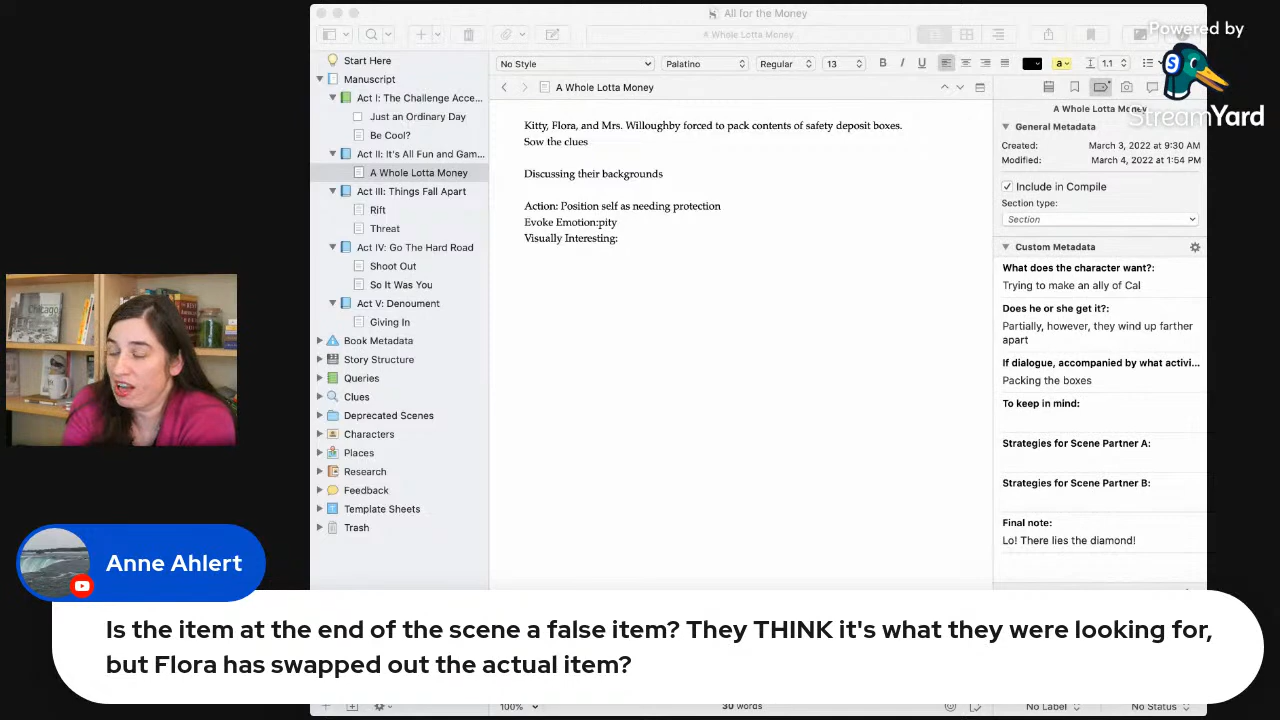 All for the Money
A Whole Lotta Money
Powered by
StreamYard
No Style
Palatino
Regular
13
B
I
U
a
1.1
Start Here
Manuscript
Act I: The Challenge Acce...
Just an Ordinary Day
Be Cool?
Act II: It's All Fun and Gam...
A Whole Lotta Money
Act III: Things Fall Apart
Rift
Threat
Act IV: Go The Hard Road
Shoot Out
So It Was You
Act V: Denoument
Giving In
Book Metadata
Story Structure
Queries
Clues
Deprecated Scenes
Characters
Places
Research
Feedback
Template Sheets
Trash
A Whole Lotta Money
Kitty, Flora, and Mrs. Willoughby forced to pack contents of safety deposit boxes.
Sow the clues
Discussing their backgrounds
Action: Position self as needing protection
Evoke Emotion:pity
Visually Interesting:
A Whole Lotta Money
General Metadata
Created: March 3, 2022 at 9:30 AM
Modified: March 4, 2022 at 1:54 PM
Include in Compile
Section type:
Section
Custom Metadata
What does the character want?:
Trying to make an ally of Cal
Does he or she get it?:
Partially, however, they wind up farther
apart
If dialogue, accompanied by what activi...
Packing the boxes
To keep in mind:
Strategies for Scene Partner A:
Strategies for Scene Partner B:
Final note:
Lo! There lies the diamond!
Chicago
Anne Ahlert
Is the item at the end of the scene a false item? They THINK it's what they were looking for,
but Flora has swapped out the actual item?
100%
30 words
No Label
No Status